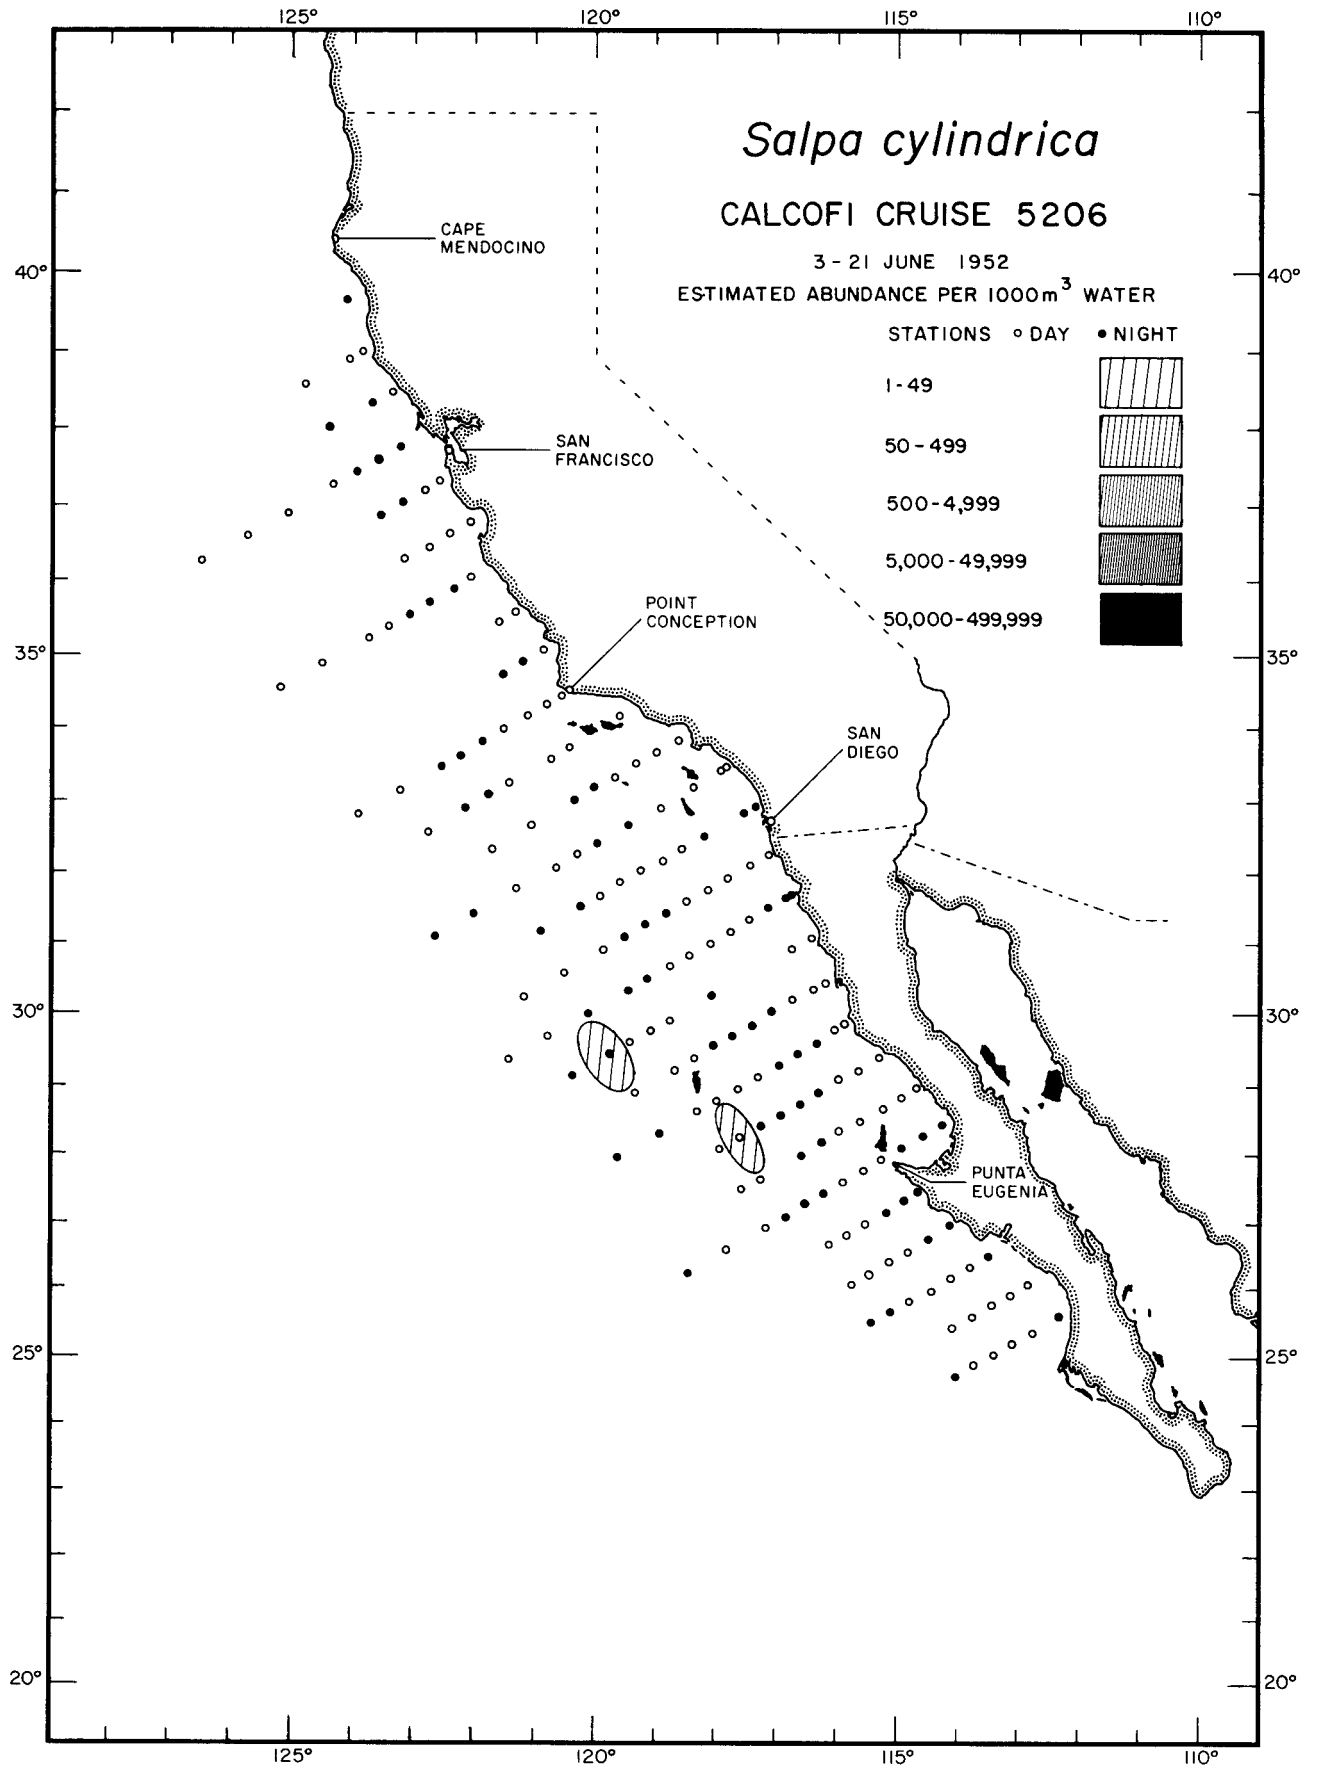 125° 120° 115° 110°
Salpa cylindrica
CALCOFI CRUISE 5206
3-21 JUNE 1952
ESTIMATED ABUNDANCE PER 1000m³ WATER
STATIONS ○ DAY ● NIGHT
1-49
50-499
500-4,999
5,000-49,999
50,000-499,999
CAPE
MENDOCINO
40° 40°
SAN
FRANCISCO
POINT
CONCEPTION
35° 35°
SAN
DIEGO
30° 30°
PUNTA
EUGENIA
25° 25°
20° 20°
125° 120° 115° 110°